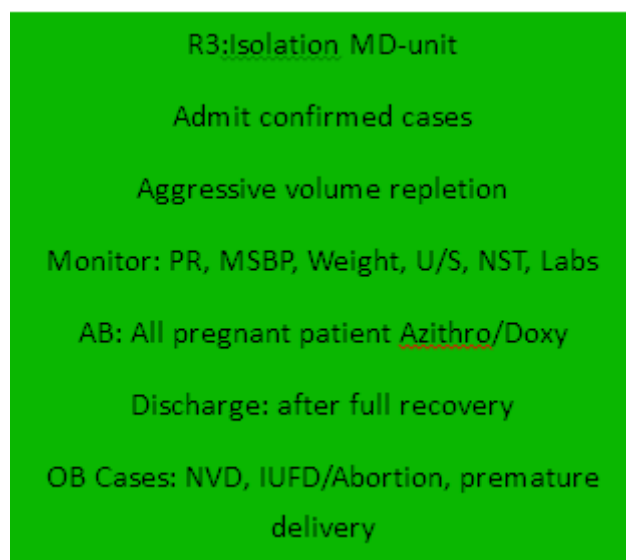 R3:Isolation MD-unit
Admit confirmed cases
Aggressive volume repletion
Monitor: PR, MSBP, Weight, U/S, NST, Labs
AB: All pregnant patient Azithro/Doxy
Discharge: after full recovery
OB Cases: NVD, IUFD/Abortion, premature
delivery